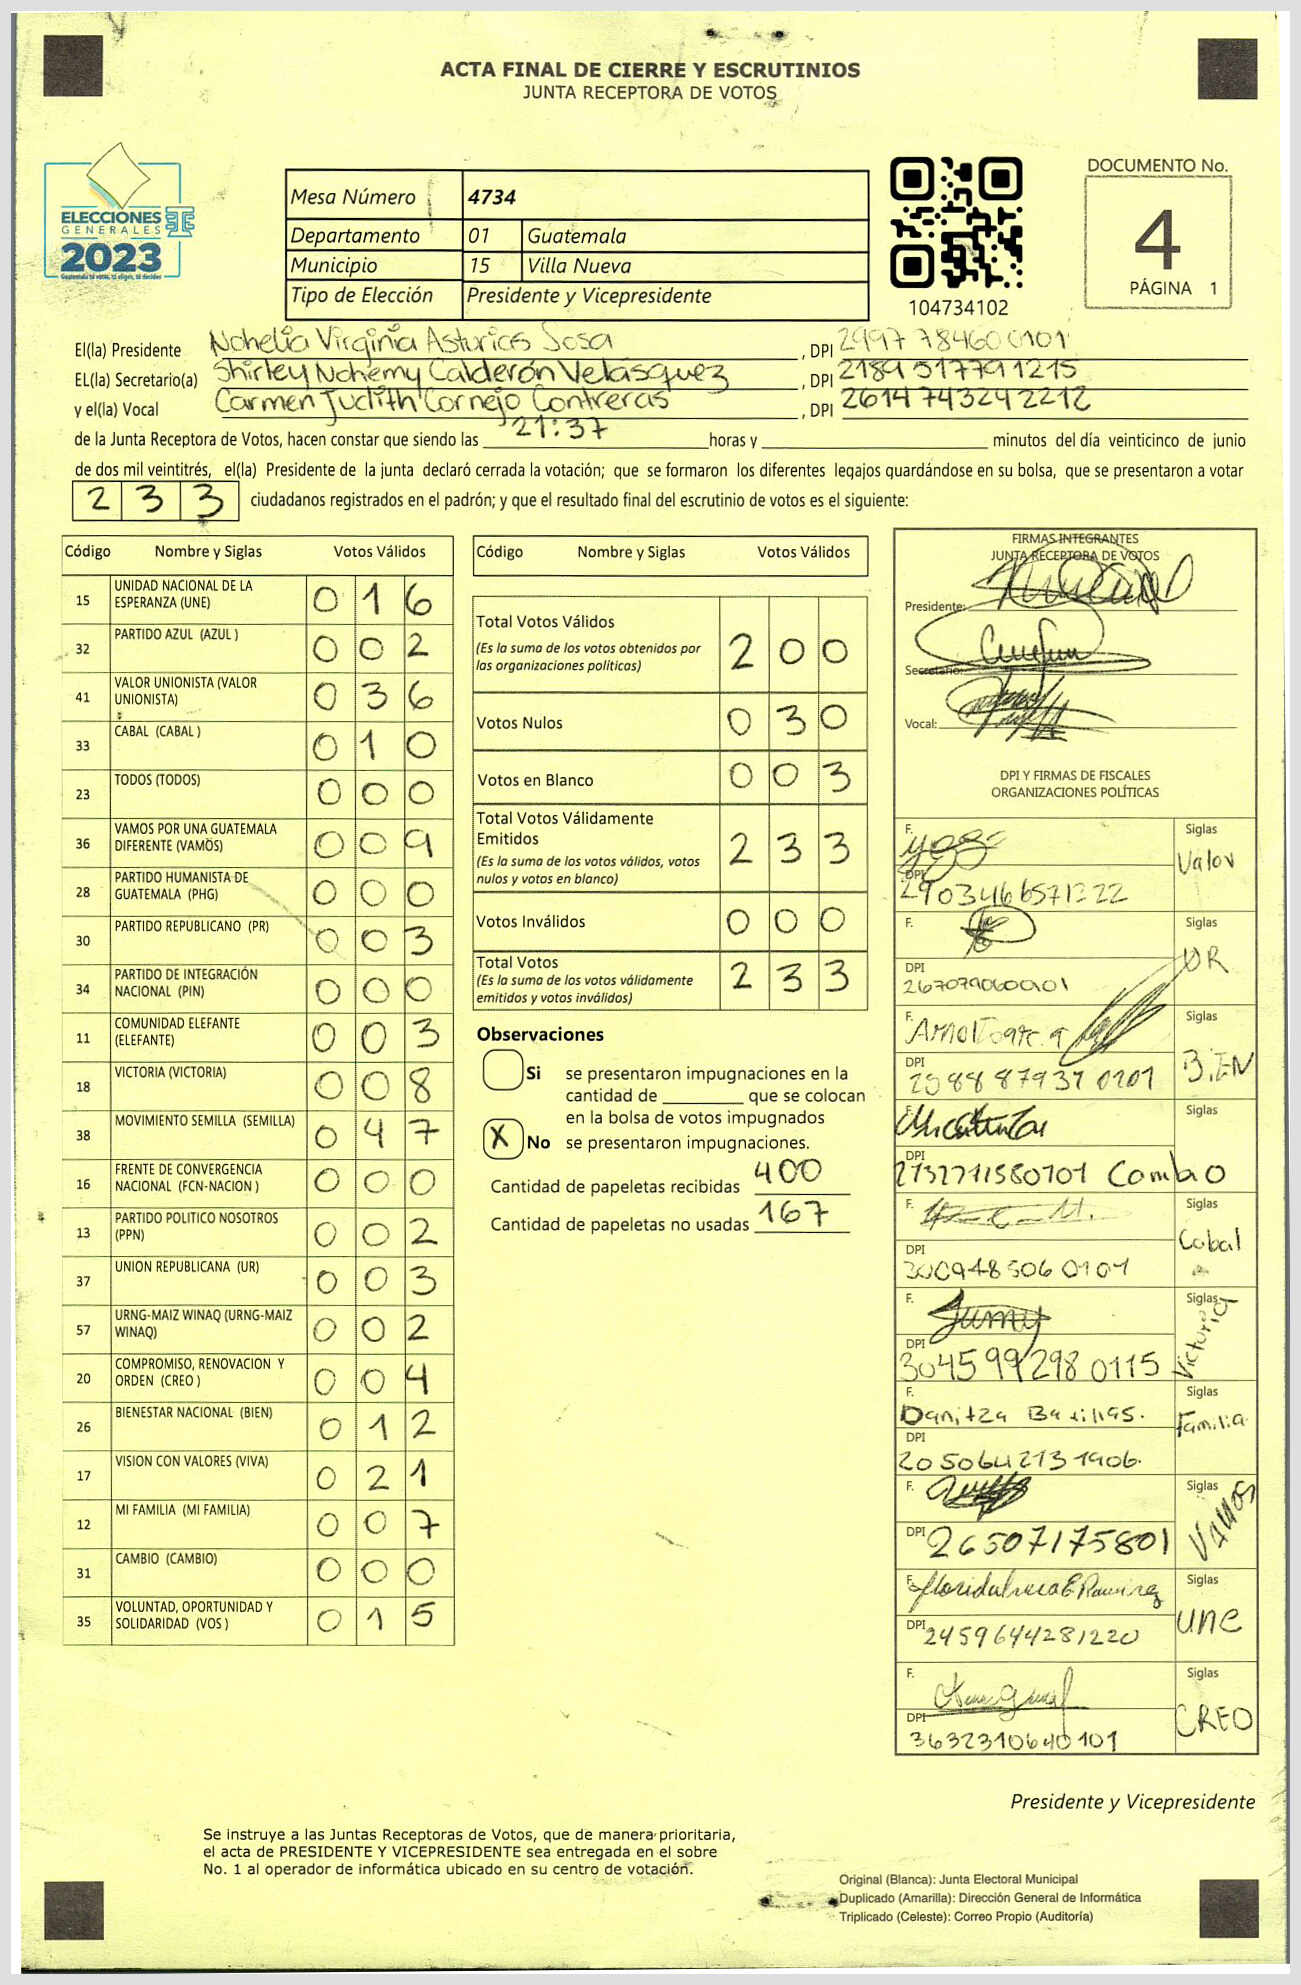 ACTA FINAL DE CIERRE Y ESCRUTINIOS
JUNTA RECEPTORA DE VOTOS
ELECCIONES
GENERALES
2023
Guatemala tú votas, tú eliges, tú decides
Mesa Número 4734
Departamento 01 Guatemala
Municipio 15 Villa Nueva
Tipo de Elección Presidente y Vicepresidente
104734102
DOCUMENTO No.
4
PÁGINA 1
El(la) Presidente Nohelia Virginia Asturias Sosa , DPI 2997 78460 0101
EL(la) Secretario(a) Shirley Nohemy Calderón Velasquez , DPI 2189 51779 1215
y el(la) Vocal Carmen Judith Cornejo Contreras , DPI 2614 74324 2212
de la Junta Receptora de Votos, hacen constar que siendo las 21:37 horas y minutos del día veinticinco de junio
de dos mil veintitrés, el(la) Presidente de la junta declaró cerrada la votación; que se formaron los diferentes legajos guardándose en su bolsa, que se presentaron a votar
2 3 3 ciudadanos registrados en el padrón; y que el resultado final del escrutinio de votos es el siguiente:
Código Nombre y Siglas Votos Válidos
15 UNIDAD NACIONAL DE LA ESPERANZA (UNE) 0 1 6
32 PARTIDO AZUL (AZUL ) 0 0 2
41 VALOR UNIONISTA (VALOR UNIONISTA) 0 3 6
33 CABAL (CABAL ) 0 1 0
23 TODOS (TODOS) 0 0 0
36 VAMOS POR UNA GUATEMALA DIFERENTE (VAMOS) 0 0 9
28 PARTIDO HUMANISTA DE GUATEMALA (PHG) 0 0 0
30 PARTIDO REPUBLICANO (PR) 0 0 3
34 PARTIDO DE INTEGRACIÓN NACIONAL (PIN) 0 0 0
11 COMUNIDAD ELEFANTE (ELEFANTE) 0 0 3
18 VICTORIA (VICTORIA) 0 0 8
38 MOVIMIENTO SEMILLA (SEMILLA) 0 4 7
16 FRENTE DE CONVERGENCIA NACIONAL (FCN-NACION ) 0 0 0
13 PARTIDO POLITICO NOSOTROS (PPN) 0 0 2
37 UNION REPUBLICANA (UR) 0 0 3
57 URNG-MAIZ WINAQ (URNG-MAIZ WINAQ) 0 0 2
20 COMPROMISO, RENOVACION Y ORDEN (CREO ) 0 0 4
26 BIENESTAR NACIONAL (BIEN) 0 1 2
17 VISION CON VALORES (VIVA) 0 2 1
12 MI FAMILIA (MI FAMILIA) 0 0 7
31 CAMBIO (CAMBIO) 0 0 0
35 VOLUNTAD, OPORTUNIDAD Y SOLIDARIDAD (VOS ) 0 1 5
Código Nombre y Siglas Votos Válidos
Total Votos Válidos 2 0 0
(Es la suma de los votos obtenidos por
las organizaciones políticas)
Votos Nulos 0 3 0
Votos en Blanco 0 0 3
Total Votos Válidamente
Emitidos 2 3 3
(Es la suma de los votos válidos, votos
nulos y votos en blanco)
Votos Inválidos 0 0 0
Total Votos 2 3 3
(Es la suma de los votos válidamente
emitidos y votos inválidos)
Observaciones
Si se presentaron impugnaciones en la
cantidad de que se colocan
en la bolsa de votos impugnados
X No se presentaron impugnaciones.
Cantidad de papeletas recibidas 400
Cantidad de papeletas no usadas 167
FIRMAS INTEGRANTES
JUNTA RECEPTORA DE VOTOS
Presidente:
Secretario:
Vocal:
DPI Y FIRMAS DE FISCALES
ORGANIZACIONES POLÍTICAS
F. Siglas
Valor
DPI
F. Siglas
UR
DPI
2670790600101
F. Siglas
B.IEN
DPI
2988879370101
F. Siglas
DPI
2132711580101 Cambio
F. Siglas
Cabal
DPI
3009485060101
F. Siglas
Victoria
DPI
3045992980115
F. Siglas
Danitza
Familia
DPI
2050642131906
F. Siglas
VAMOS
DPI 26507175801
F. Siglas
UNE
DPI 2459644281220
F. Siglas
CREO
DPI
3632310640101
Presidente y Vicepresidente
Se instruye a las Juntas Receptoras de Votos, que de manera prioritaria,
el acta de PRESIDENTE Y VICEPRESIDENTE sea entregada en el sobre
No. 1 al operador de informática ubicado en su centro de votación.
Original (Blanca): Junta Electoral Municipal
Duplicado (Amarilla): Dirección General de Informática
Triplicado (Celeste): Correo Propio (Auditoría)